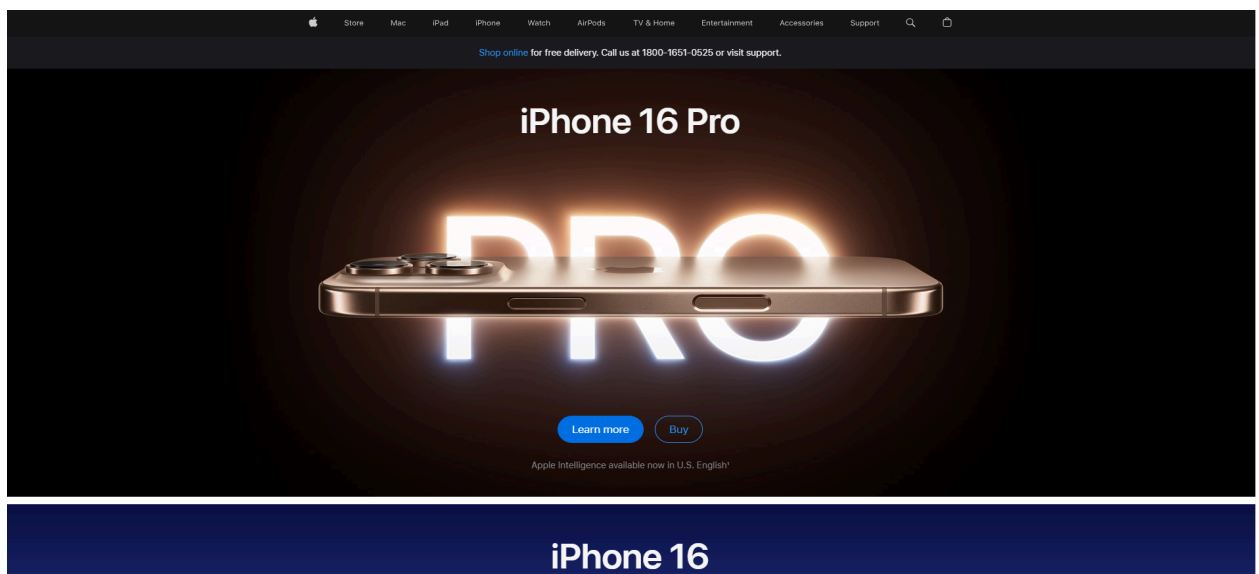 Store Mac iPad iPhone Watch AirPods TV & Home Entertainment Accessories Support
Shop online for free delivery. Call us at 1800-1651-0525 or visit support.
iPhone 16 Pro
PRO
Learn more Buy
Apple Intelligence available now in U.S. English¹
iPhone 16